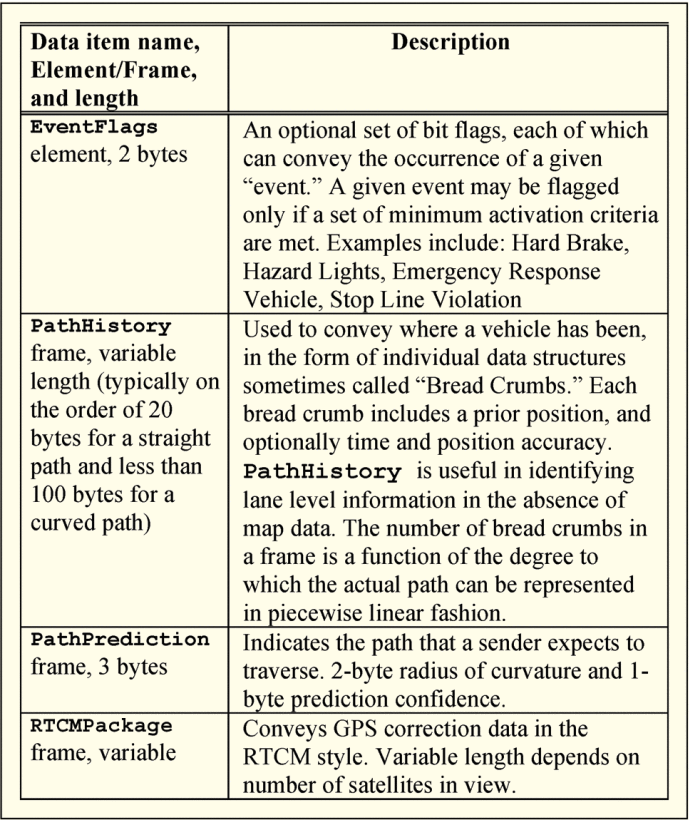 Data item name,
Element/Frame,
and length
Description
EventFlags
element, 2 bytes
An optional set of bit flags, each of which
can convey the occurrence of a given
“event.” A given event may be flagged
only if a set of minimum activation criteria
are met. Examples include: Hard Brake,
Hazard Lights, Emergency Response
Vehicle, Stop Line Violation
PathHistory
frame, variable
length (typically on
the order of 20
bytes for a straight
path and less than
100 bytes for a
curved path)
Used to convey where a vehicle has been,
in the form of individual data structures
sometimes called “Bread Crumbs.” Each
bread crumb includes a prior position, and
optionally time and position accuracy.
PathHistory is useful in identifying
lane level information in the absence of
map data. The number of bread crumbs in
a frame is a function of the degree to
which the actual path can be represented
in piecewise linear fashion.
PathPrediction
frame, 3 bytes
Indicates the path that a sender expects to
traverse. 2-byte radius of curvature and 1-
byte prediction confidence.
RTCMPackage
frame, variable
Conveys GPS correction data in the
RTCM style. Variable length depends on
number of satellites in view.